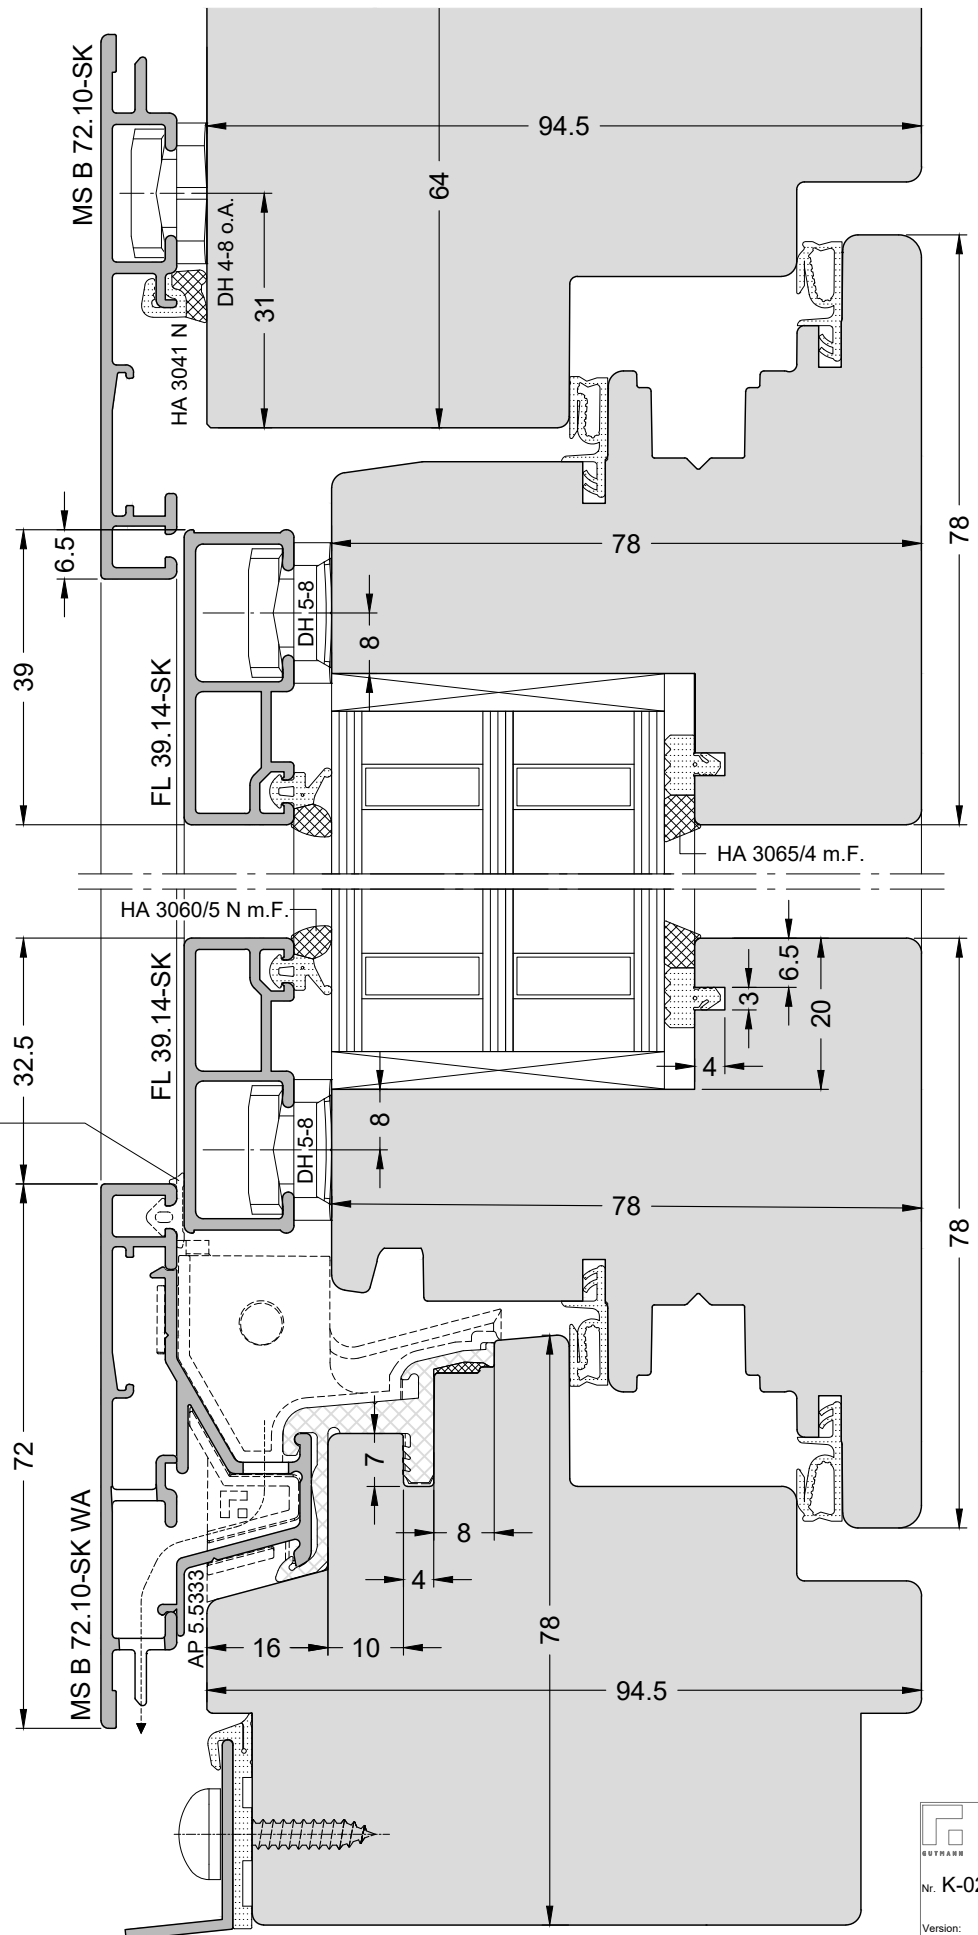 MS B 72.10-SK
94.5
64
DH 4-8 o.A.
31
HA 3041 N
78
78
6.5
DH 5-8
8
39
FL 39.14-SK
HA 3065/4 m.F.
HA 3060/5 N m.F.
6.5
3
20
4
32.5
FL 39.14-SK
8
DH 5-8
78
78
72
7
8
4
78
MS B 72.10-SK WA
AP 5.5333
16
10
94.5
GUTMANN
Nr. K-02
Version: